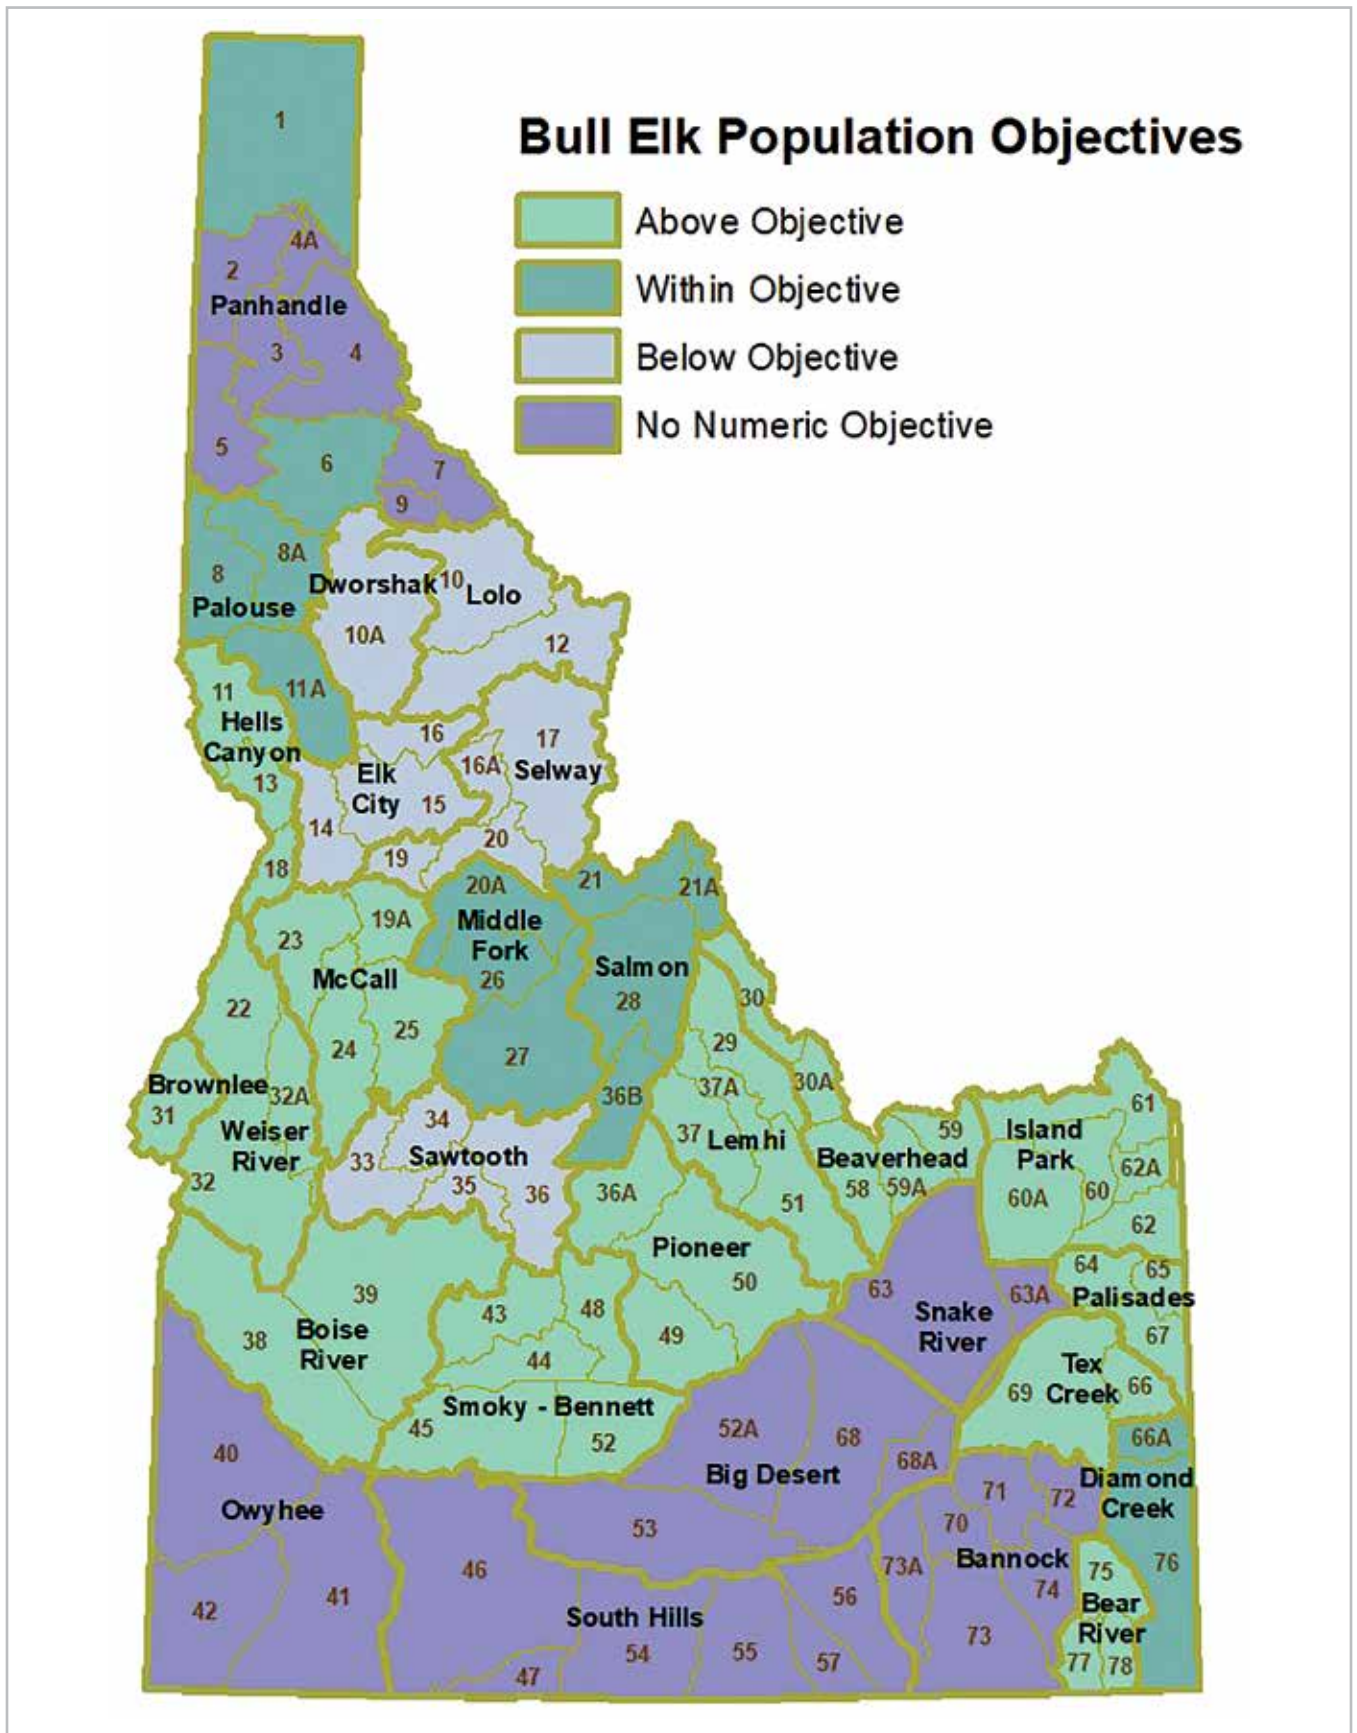 Bull Elk Population Objectives
Above Objective
Within Objective
Below Objective
No Numeric Objective
1
4A
2
Panhandle
3
4
5
6
7
9
8A
8
Palouse
Dworshak
10
Lolo
10A
12
11
11A
Hells
Canyon
13
16
17
16A
Selway
Elk
City
15
14
20
19
18
21
20A
21A
Middle
Fork
26
19A
23
McCall
Salmon
28
30
22
25
24
27
29
37A
30A
Brownlee
31
32A
36B
34
37
Lemhi
Weiser
River
Sawtooth
33
35
36
32
36A
51
59
Beaverhead
58
59A
Island
Park
61
62A
60A
60
62
Pioneer
50
64
65
63
63A
Palisades
39
43
48
Snake
River
67
38
Boise
River
49
44
Tex
Creek
69
66
Smoky - Bennett
45
52
52A
68
66A
40
68A
Big Desert
Diamond
Creek
71
72
Owyhee
53
70
Bannock
76
46
73A
75
74
42
41
56
Bear
River
South Hills
54
55
57
73
77
78
47